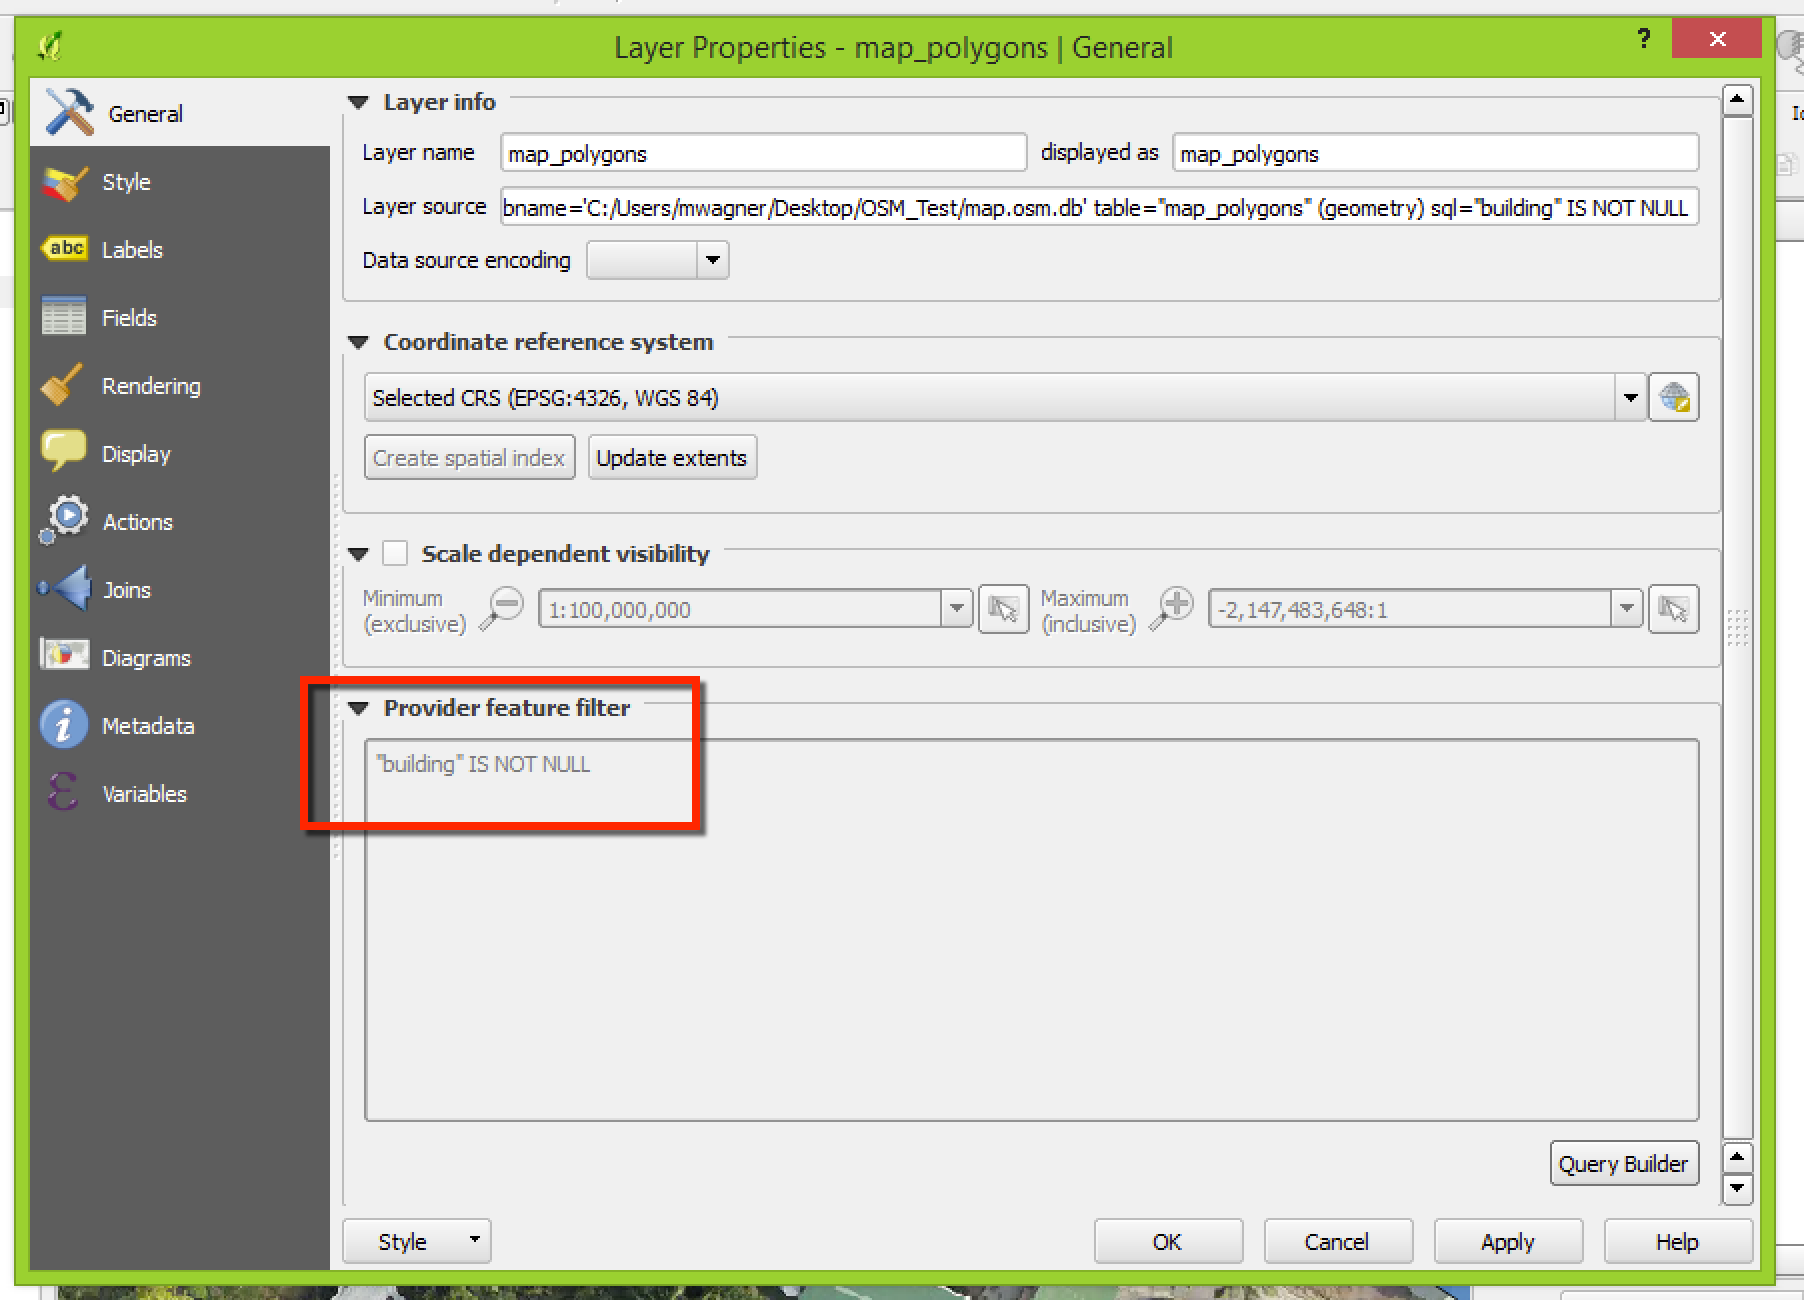 Layer Properties - map_polygons | General
?
General
Style
abc Labels
Fields
Rendering
Display
Actions
Joins
Diagrams
Metadata
Variables
Layer info
Layer name map_polygons displayed as map_polygons
Layer source bname='C:/Users/mwagner/Desktop/OSM_Test/map.osm.db' table="map_polygons" (geometry) sql="building" IS NOT NULL
Data source encoding
Coordinate reference system
Selected CRS (EPSG:4326, WGS 84)
Create spatial index Update extents
Scale dependent visibility
Minimum (exclusive) 1:100,000,000 Maximum (inclusive) -2,147,483,648:1
Provider feature filter
"building" IS NOT NULL
Query Builder
Style OK Cancel Apply Help